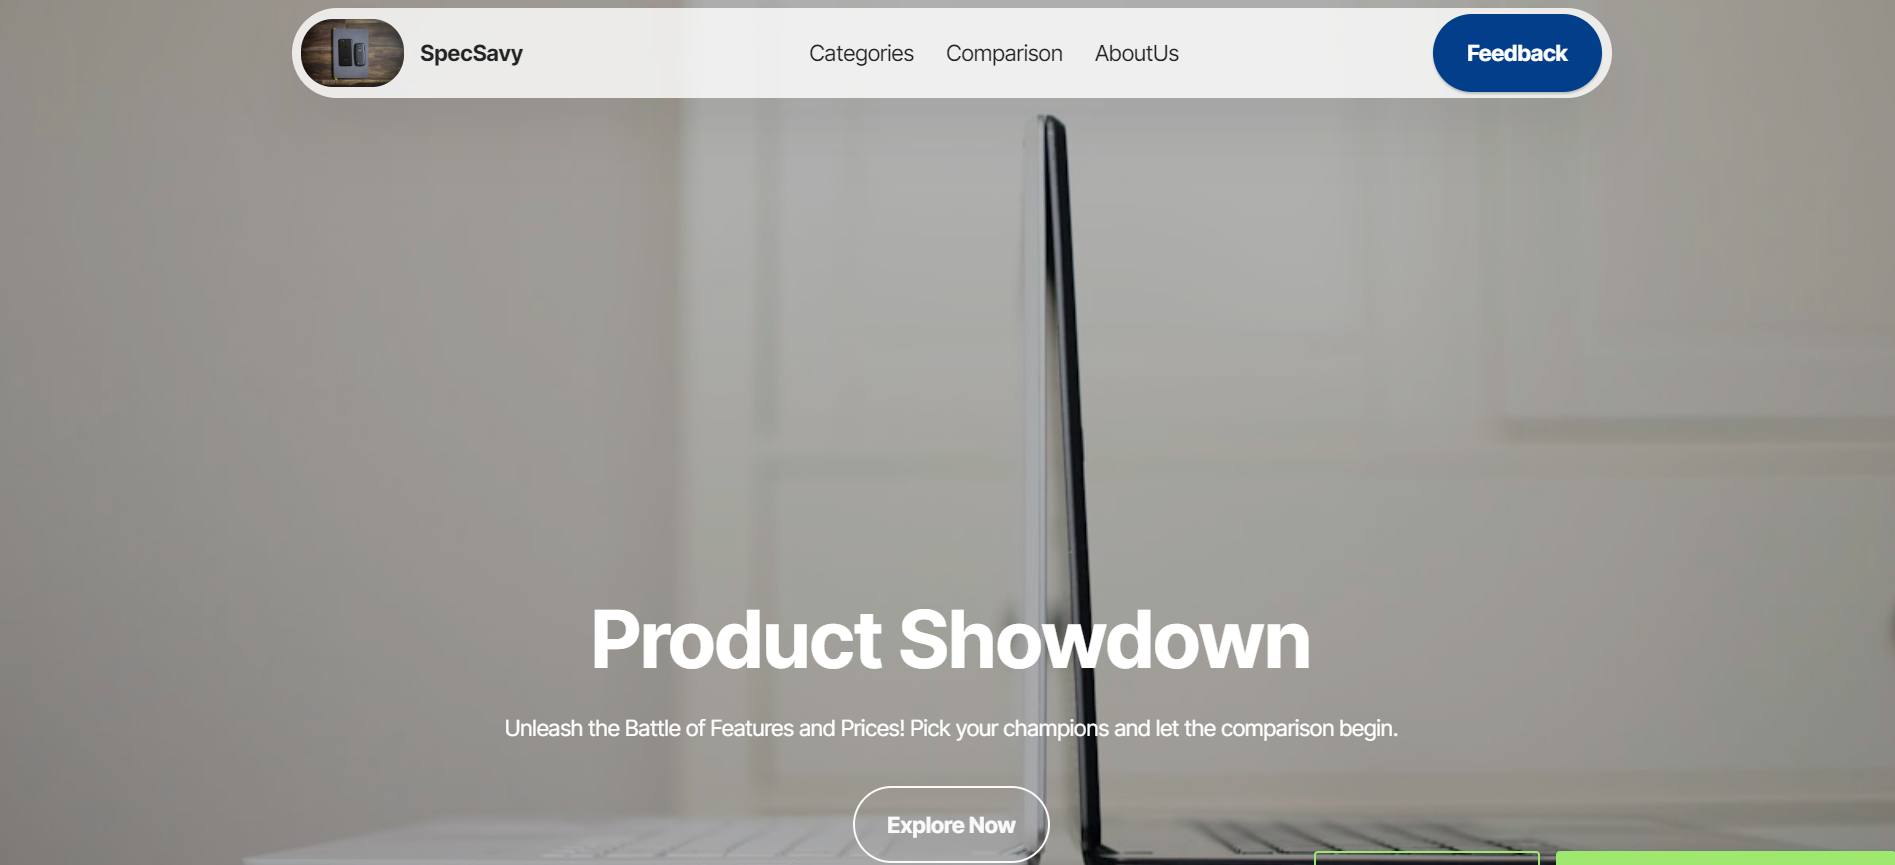 SpecSavy
Categories Comparison AboutUs
Feedback
Product Showdown
Unleash the Battle of Features and Prices! Pick your champions and let the comparison begin.
Explore Now